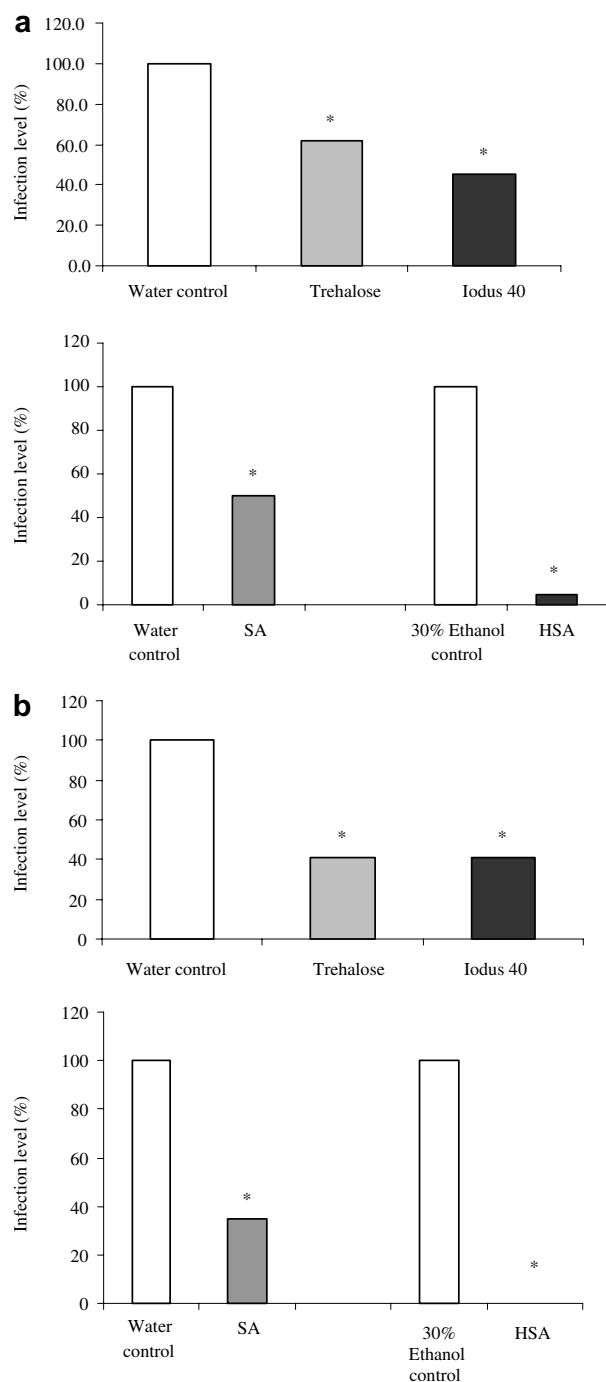 a
Infection level (%)
120.0
100.0
80.0
60.0
40.0
20.0
0.0
*
*
Water control Trehalose Iodus 40
Infection level (%)
120
100
80
60
40
20
0
*
*
Water control
SA
30% Ethanol control
HSA
b
Infection level (%)
120
100
80
60
40
20
0
*
*
Water control Trehalose Iodus 40
Infection level (%)
120
100
80
60
40
20
0
*
*
Water control
SA
30% Ethanol control
HSA